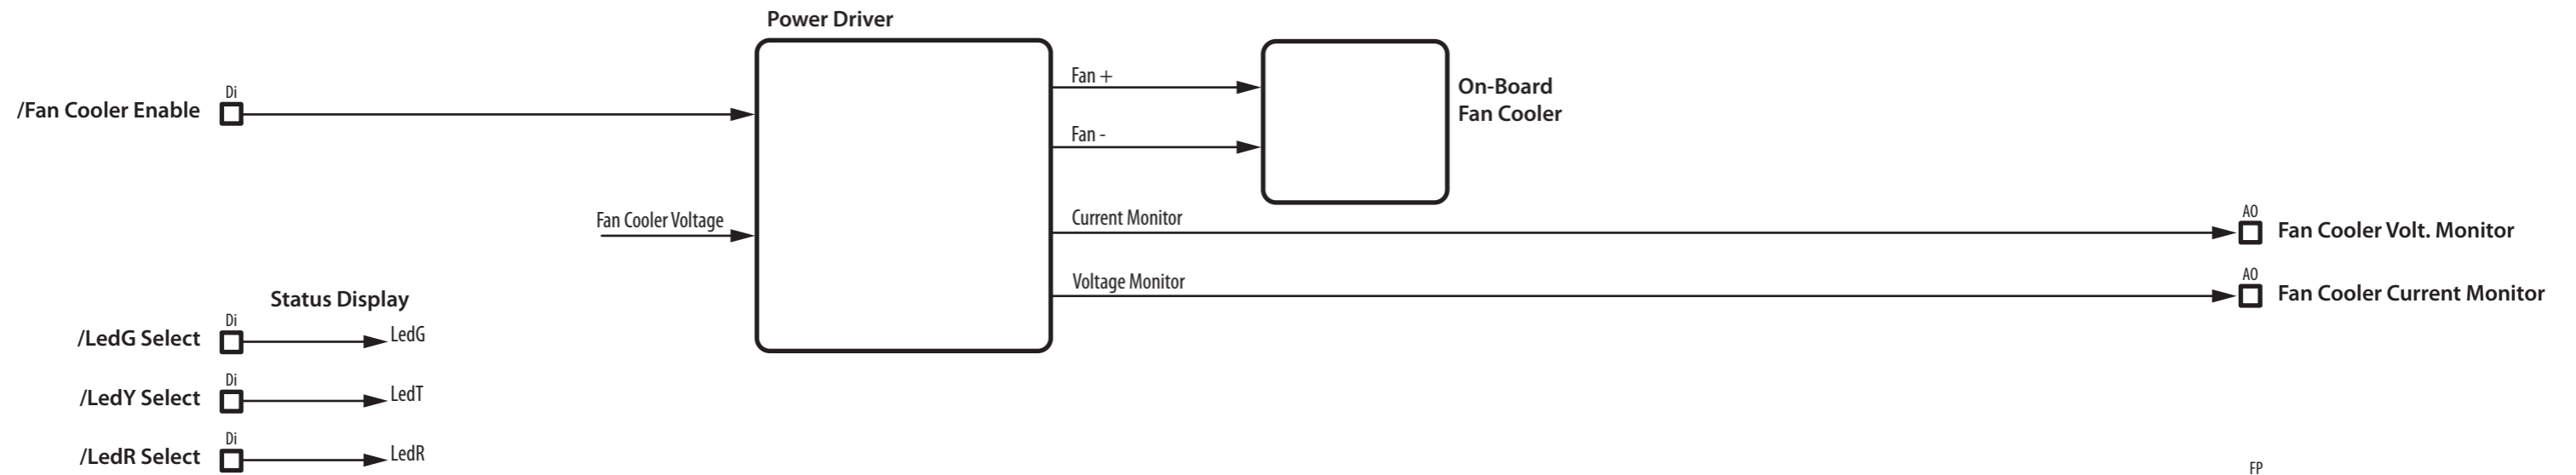 Power Driver
/Fan Cooler Enable
Di
Fan +
Fan -
On-Board
Fan Cooler
Fan Cooler Voltage
Current Monitor
AO
Fan Cooler Volt. Monitor
Voltage Monitor
AO
Fan Cooler Current Monitor
Status Display
/LedG Select
Di
LedG
/LedY Select
Di
LedT
/LedR Select
Di
LedR
FP